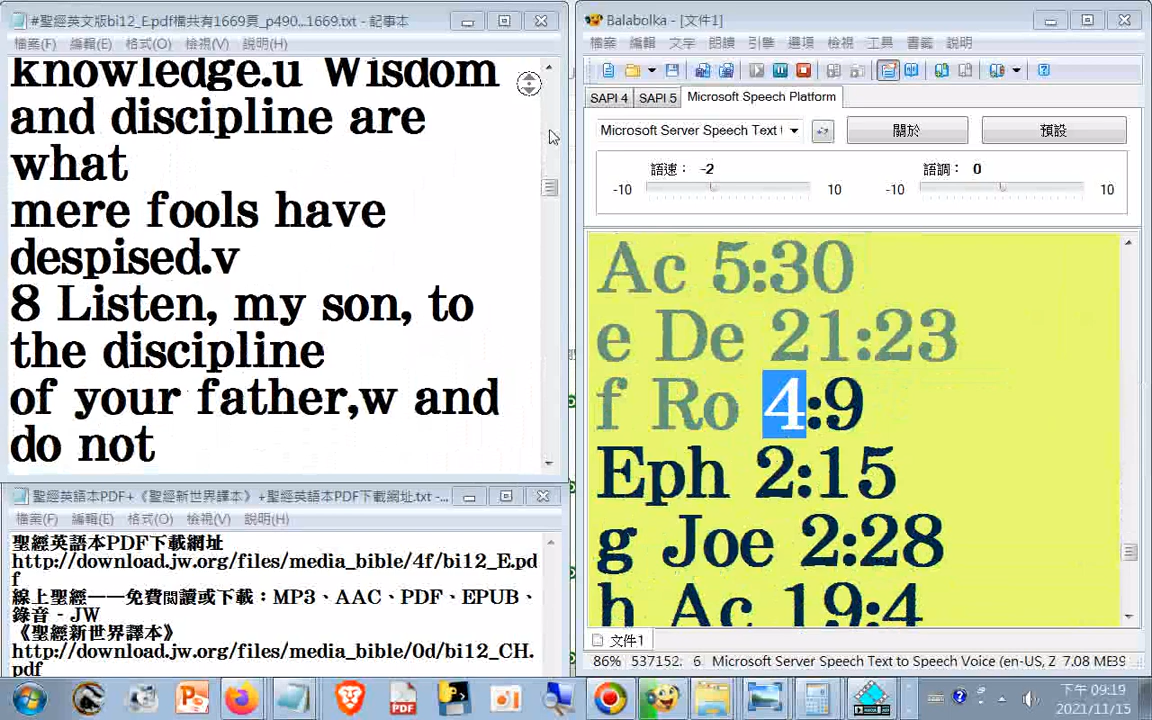 #聖經英文版bi12_E.pdf檔共有1669頁_p490...1669.txt - 記事本
檔案(F) 編輯(E) 格式(O) 檢視(V) 說明(H)
knowledge.u Wisdom
and discipline are
what
mere fools have
despised.v
8 Listen, my son, to
the discipline
of your father,w and
do not
聖經英語本PDF+《聖經新世界譯本》+聖經英語本PDF下載網址.txt - ...
檔案(F) 編輯(E) 格式(O) 檢視(V) 說明(H)
聖經英語本PDF下載網址
http://download.jw.org/files/media_bible/4f/bi12_E.pd
f
線上聖經──免費閱讀或下載：MP3、AAC、PDF、EPUB、
錄音 - JW
《聖經新世界譯本》
http://download.jw.org/files/media_bible/0d/bi12_CH.
pdf
Balabolka - [文件1]
檔案 編輯 文字 朗讀 引擎 選項 檢視 工具 書籤 說明
SAPI 4 SAPI 5 Microsoft Speech Platform
Microsoft Server Speech Text t 關於 預設
語速： -2 語調： 0
-10 10 -10 10
Ac 5:30
e De 21:23
f Ro 4:9
Eph 2:15
g Joe 2:28
h Ac 19:4
文件1
86% 537152. 6 Microsoft Server Speech Text to Speech Voice (en-US, Z 7.08 MB
下午 09:19
2021/11/15